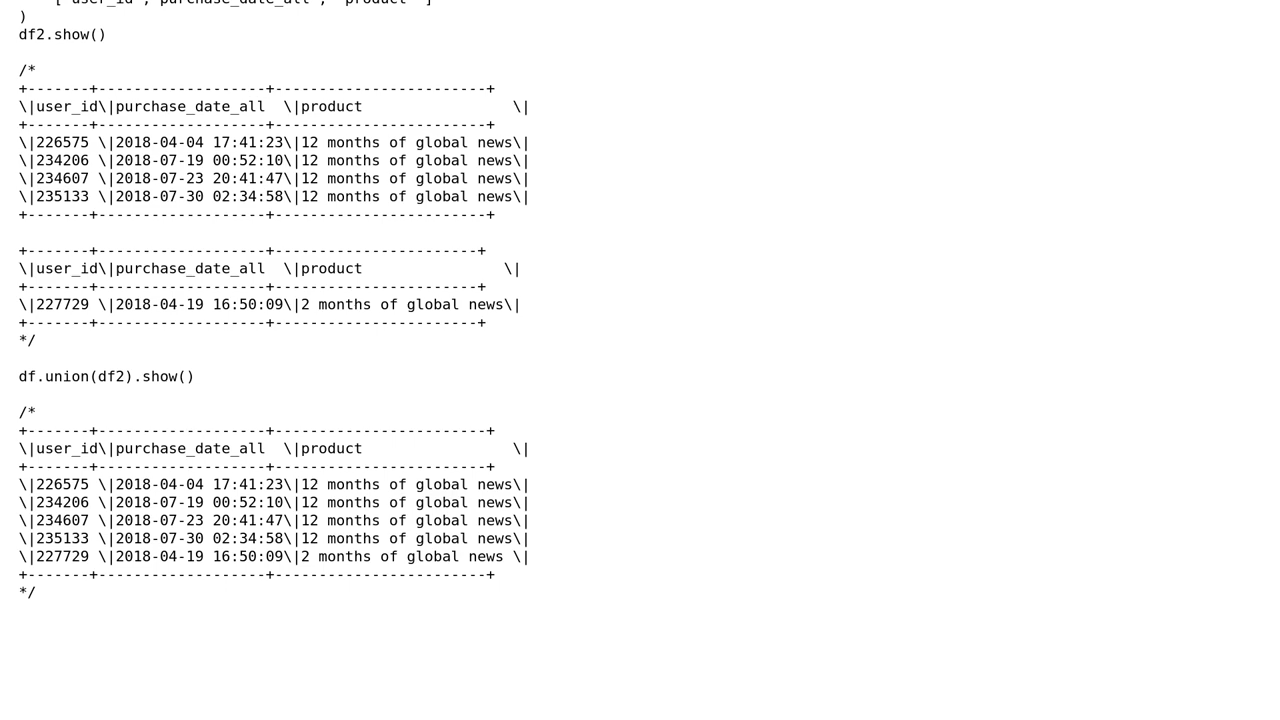 )
df2.show()
/*
+-------+-------------------+------------------------+
\|user_id\|purchase_date_all  \|product                 \|
+-------+-------------------+------------------------+
\|226575 \|2018-04-04 17:41:23\|12 months of global news\|
\|234206 \|2018-07-19 00:52:10\|12 months of global news\|
\|234607 \|2018-07-23 20:41:47\|12 months of global news\|
\|235133 \|2018-07-30 02:34:58\|12 months of global news\|
+-------+-------------------+------------------------+
+-------+-------------------+-----------------------+
\|user_id\|purchase_date_all  \|product                \|
+-------+-------------------+-----------------------+
\|227729 \|2018-04-19 16:50:09\|2 months of global news\|
+-------+-------------------+-----------------------+
*/
df.union(df2).show()
/*
+-------+-------------------+------------------------+
\|user_id\|purchase_date_all  \|product                 \|
+-------+-------------------+------------------------+
\|226575 \|2018-04-04 17:41:23\|12 months of global news\|
\|234206 \|2018-07-19 00:52:10\|12 months of global news\|
\|234607 \|2018-07-23 20:41:47\|12 months of global news\|
\|235133 \|2018-07-30 02:34:58\|12 months of global news\|
\|227729 \|2018-04-19 16:50:09\|2 months of global news \|
+-------+-------------------+------------------------+
*/